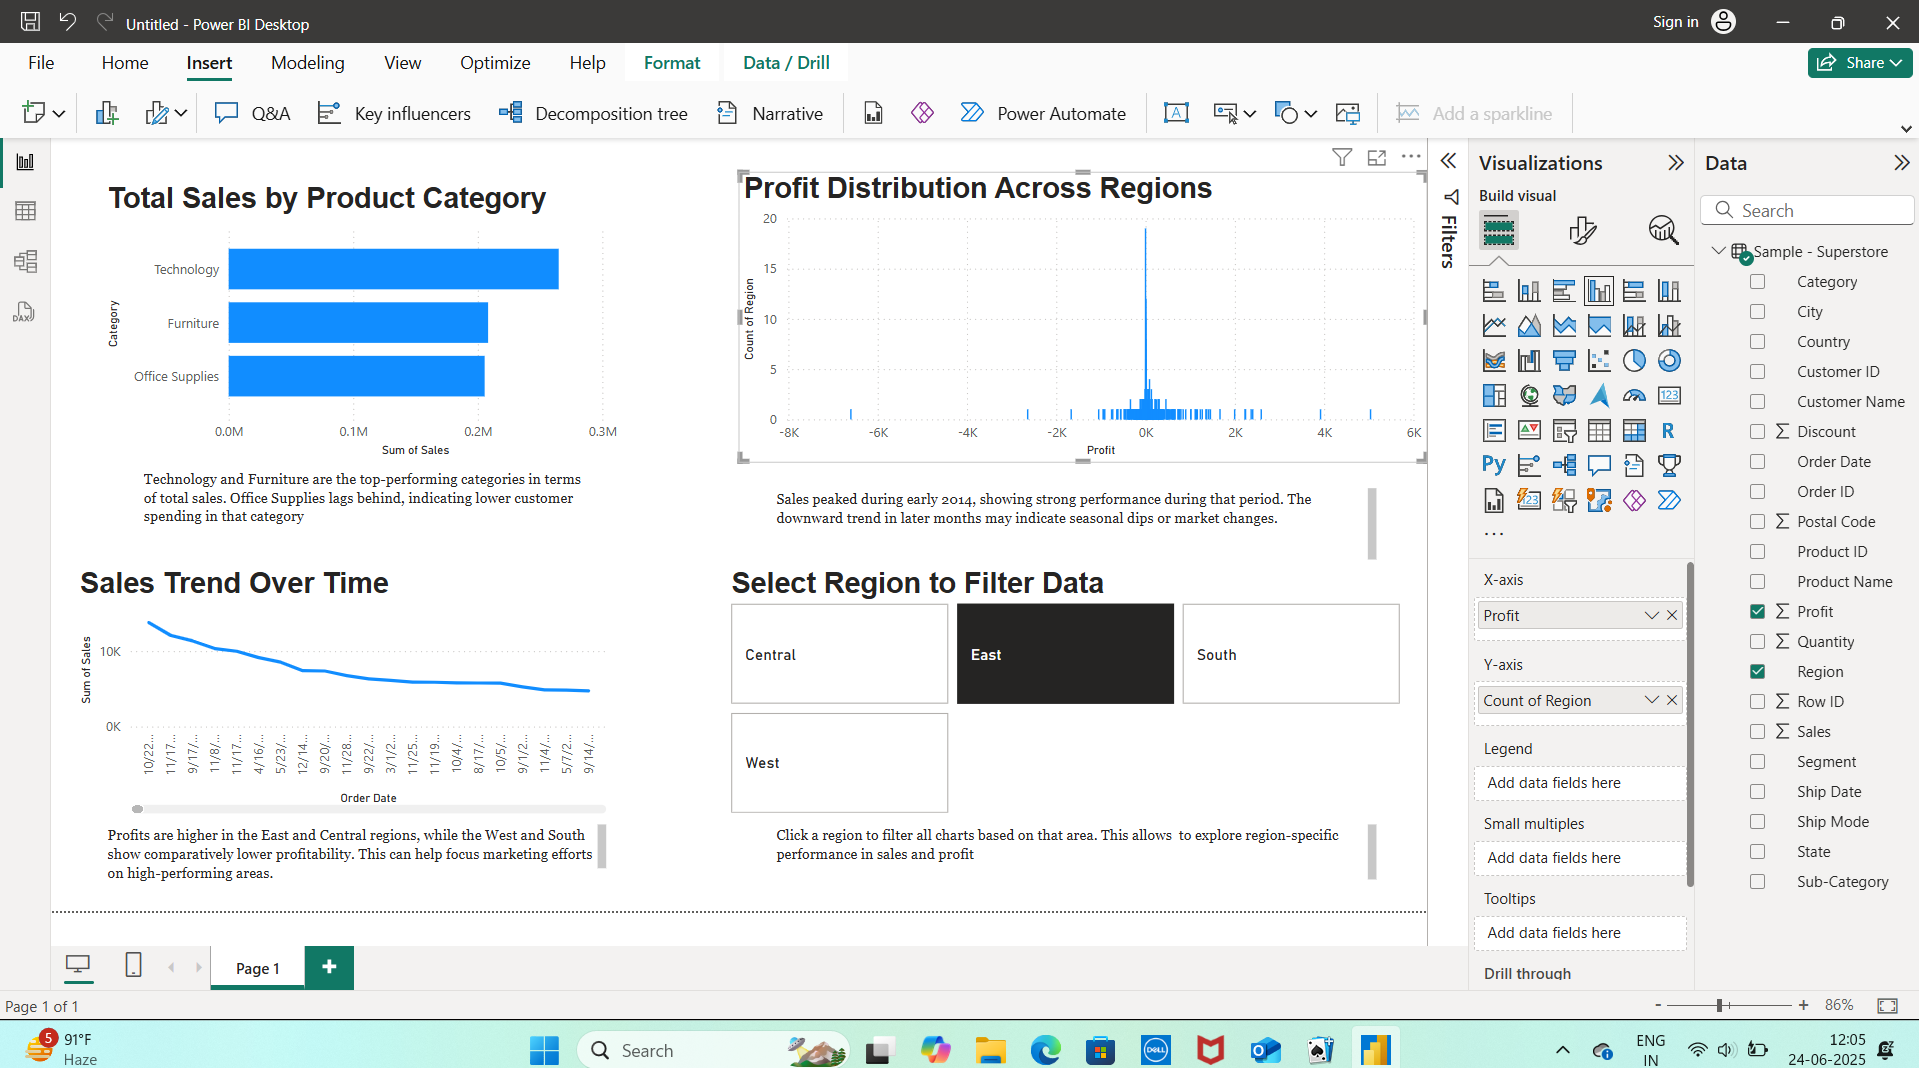 Untitled - Power BI Desktop
Sign in
File Home Insert Modeling View Optimize Help Format Data / Drill
Share
Q&A
Key influencers
Decomposition tree
Narrative
Power Automate
A
Add a sparkline
Total Sales by Product Category
Category
Technology
Furniture
Office Supplies
0.0M 0.1M 0.2M 0.3M
Sum of Sales
Technology and Furniture are the top-performing categories in terms
of total sales. Office Supplies lags behind, indicating lower customer
spending in that category
Profit Distribution Across Regions
Count of Region
20
15
10
5
0
-8K -6K -4K -2K 0K 2K 4K 6K
Profit
Sales peaked during early 2014, showing strong performance during that period. The
downward trend in later months may indicate seasonal dips or market changes.
Sales Trend Over Time
Sum of Sales
10K
0K
10/22... 11/17... 9/17/... 11/8/... 11/17... 4/16/... 5/23/... 12/14... 9/20/... 11/28... 9/22/... 3/1/2... 11/25... 11/19... 10/4/... 8/17/... 10/5/... 9/1/2... 11/4/... 5/7/2... 9/14/...
Order Date
Profits are higher in the East and Central regions, while the West and South
show comparatively lower profitability. This can help focus marketing efforts
on high-performing areas.
Select Region to Filter Data
Central
East
South
West
Click a region to filter all charts based on that area. This allows  to explore region-specific
performance in sales and profit
Filters
Visualizations
Build visual
123
R
Py
123
...
X-axis
Profit
Y-axis
Count of Region
Legend
Add data fields here
Small multiples
Add data fields here
Tooltips
Add data fields here
Drill through
Data
Search
Sample - Superstore
Category
City
Country
Customer ID
Customer Name
Σ Discount
Order Date
Order ID
Σ Postal Code
Product ID
Product Name
Σ Profit
Σ Quantity
Region
Σ Row ID
Σ Sales
Segment
Ship Date
Ship Mode
State
Sub-Category
DAX
Page 1
+
Page 1 of 1
- + 86%
5
91°F
Haze
Search
DELL
ENG
IN
12:05
24-06-2025